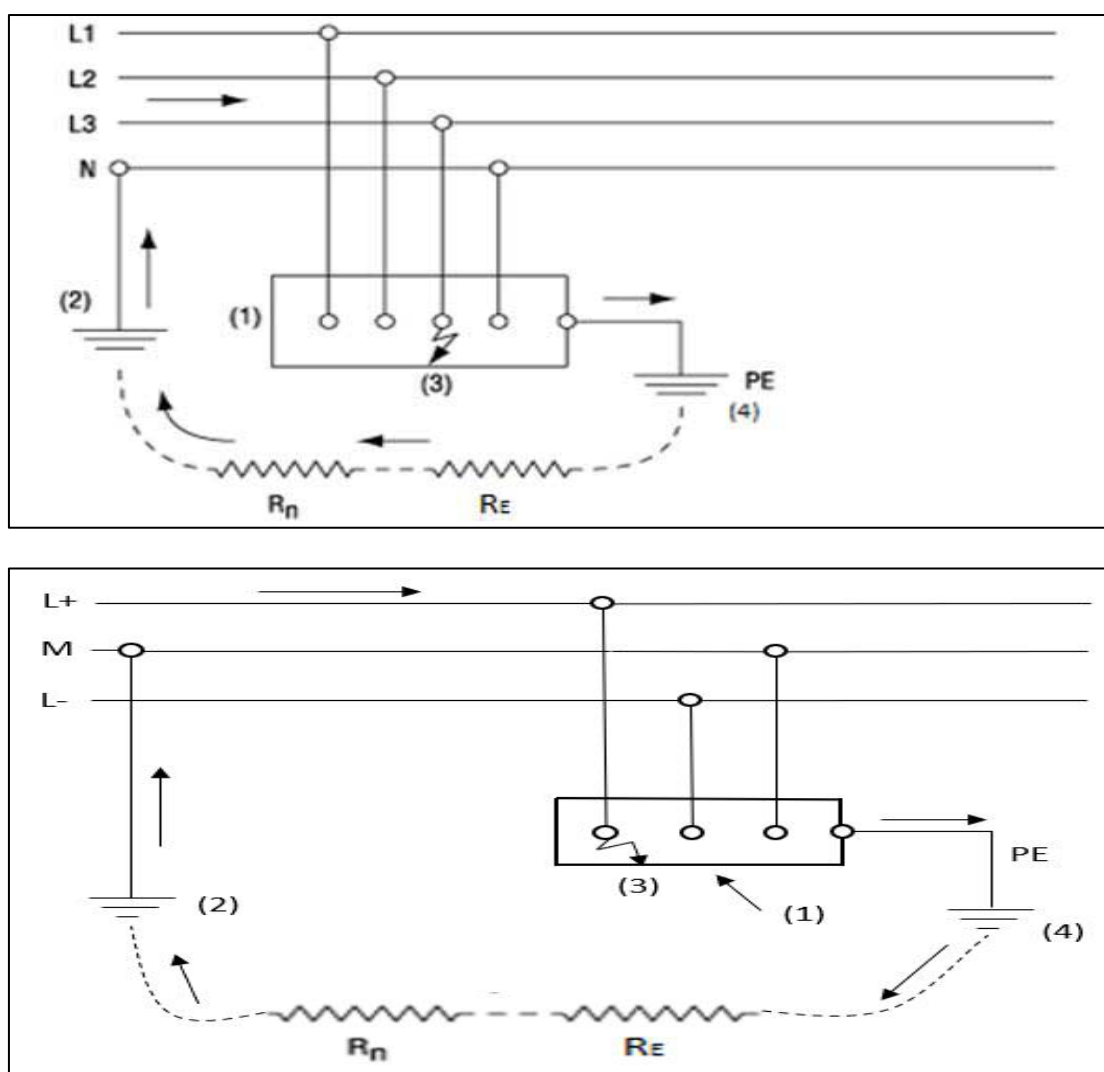 L1
L2
L3
N
(2)
(1)
(3)
PE
(4)
Rn
RE
L+
M
L-
PE
(3)
(2)
(1)
(4)
Rn
RE